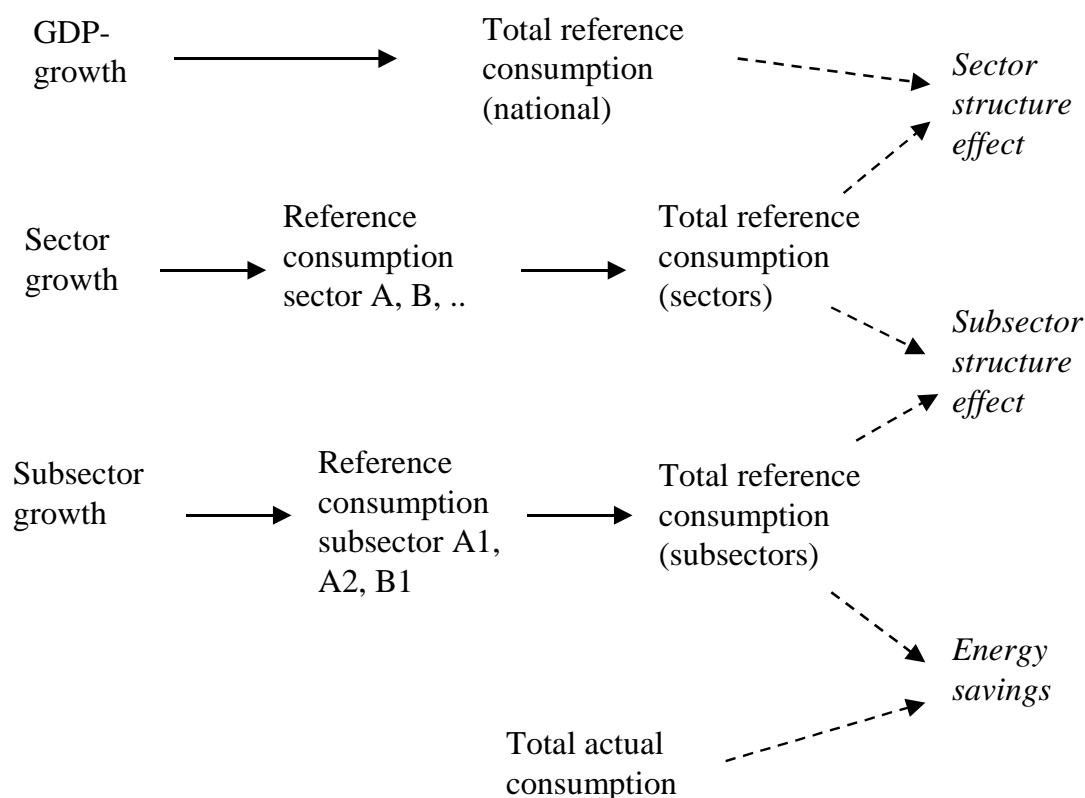 GDP-
growth
Total reference
consumption
(national)
Sector
structure
effect
Sector
growth
Reference
consumption
sector A, B, ..
Total reference
consumption
(sectors)
Subsector
structure
effect
Subsector
growth
Reference
consumption
subsector A1,
A2, B1
Total reference
consumption
(subsectors)
Energy
savings
Total actual
consumption